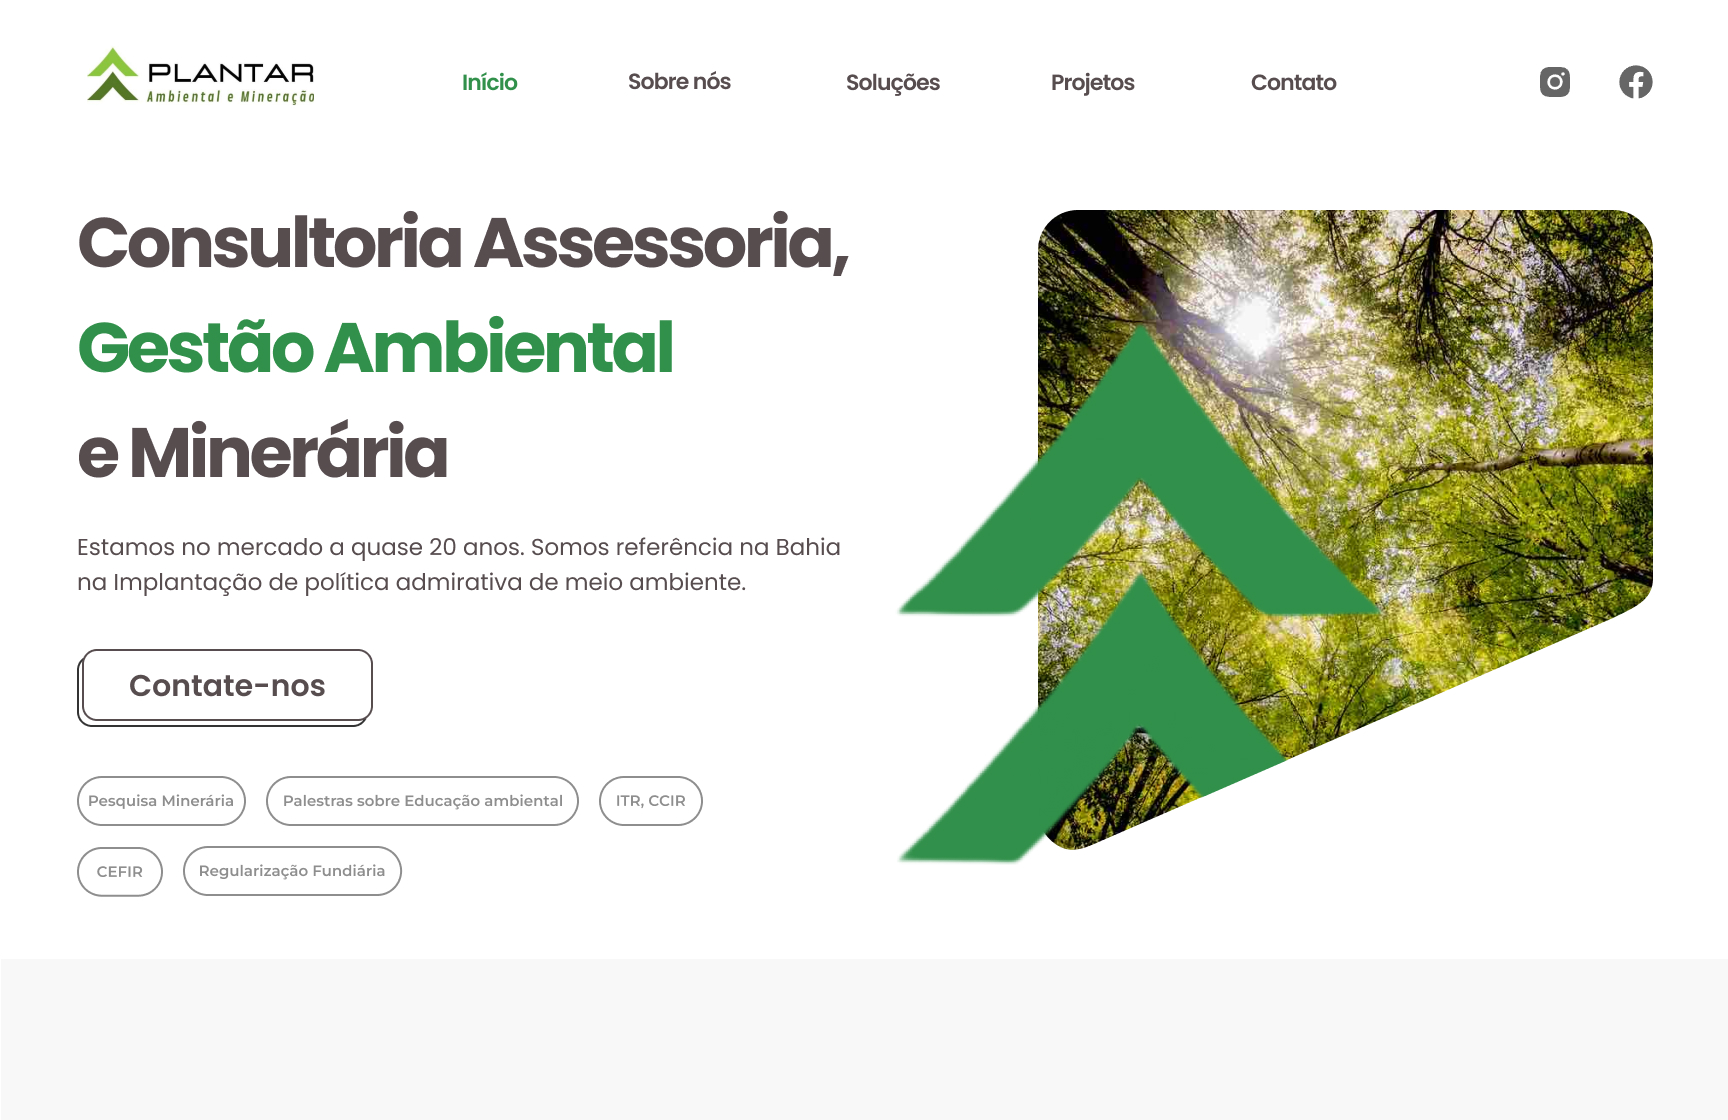 PLANTAR
Ambiental e Mineração
Início
Sobre nós
Soluções
Projetos
Contato
Consultoria Assessoria,
Gestão Ambiental
e Minerária
Estamos no mercado a quase 20 anos. Somos referência na Bahia
na Implantação de política admirativa de meio ambiente.
Contate-nos
Pesquisa Minerária
Palestras sobre Educação ambiental
ITR, CCIR
CEFIR
Regularização Fundiária